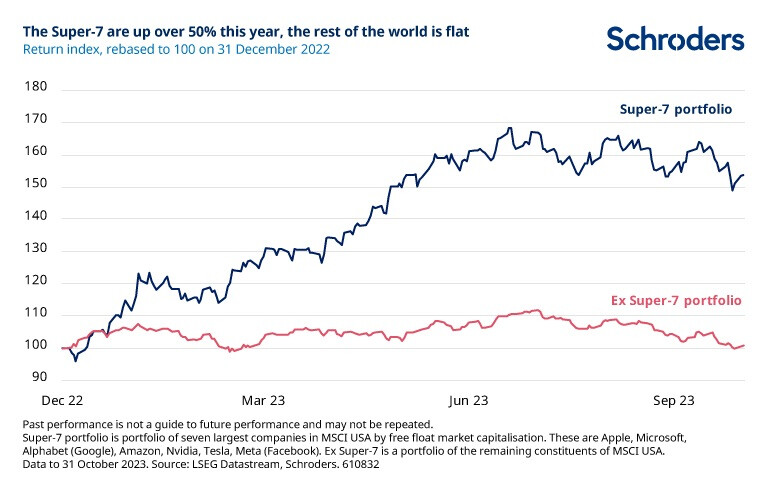 The Super-7 are up over 50% this year, the rest of the world is flat
Return index, rebased to 100 on 31 December 2022
Schroders
180
170
160
150
140
130
120
110
100
90
Super-7 portfolio
Ex Super-7 portfolio
Dec 22
Mar 23
Jun 23
Sep 23
Past performance is not a guide to future performance and may not be repeated.
Super-7 portfolio is portfolio of seven largest companies in MSCI USA by free float market capitalisation. These are Apple, Microsoft,
Alphabet (Google), Amazon, Nvidia, Tesla, Meta (Facebook). Ex Super-7 is a portfolio of the remaining constituents of MSCI USA.
Data to 31 October 2023. Source: LSEG Datastream, Schroders. 610832